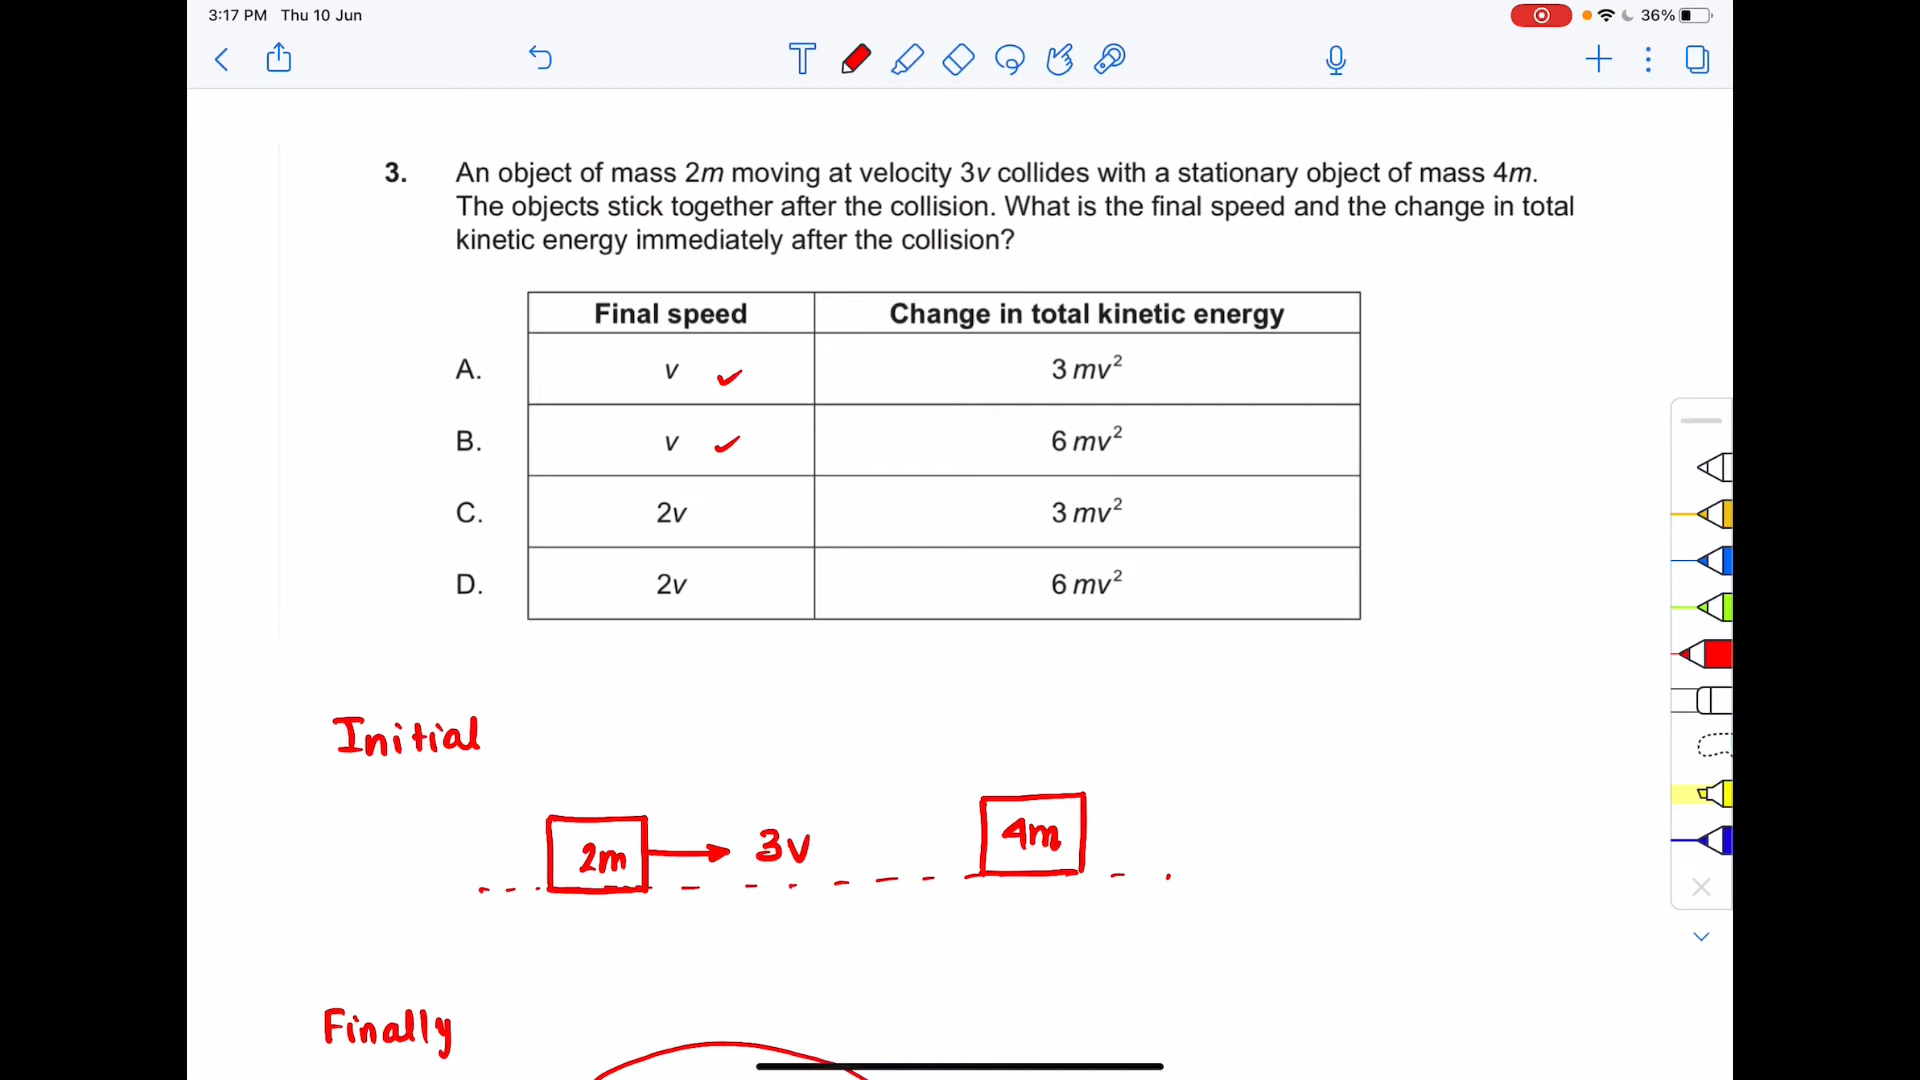 3:17 PM Thu 10 Jun 36%
3. An object of mass 2m moving at velocity 3v collides with a stationary object of mass 4m.
The objects stick together after the collision. What is the final speed and the change in total
kinetic energy immediately after the collision?
Final speed Change in total kinetic energy
A. v ✓ 3 mv²
B. v ✓ 6 mv²
C. 2v 3 mv²
D. 2v 6 mv²
Initial
2m → 3v 4m
Finally